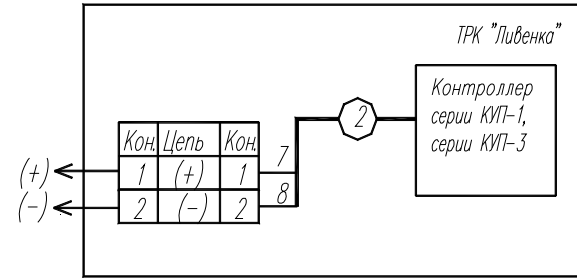 ТРК "Ливенка"
Контроллер
серии КУП-1,
серии КУП-3
2
Кон. Цепь Кон.
7
(+) 1 (+) 1
8
(-) 2 (-) 2